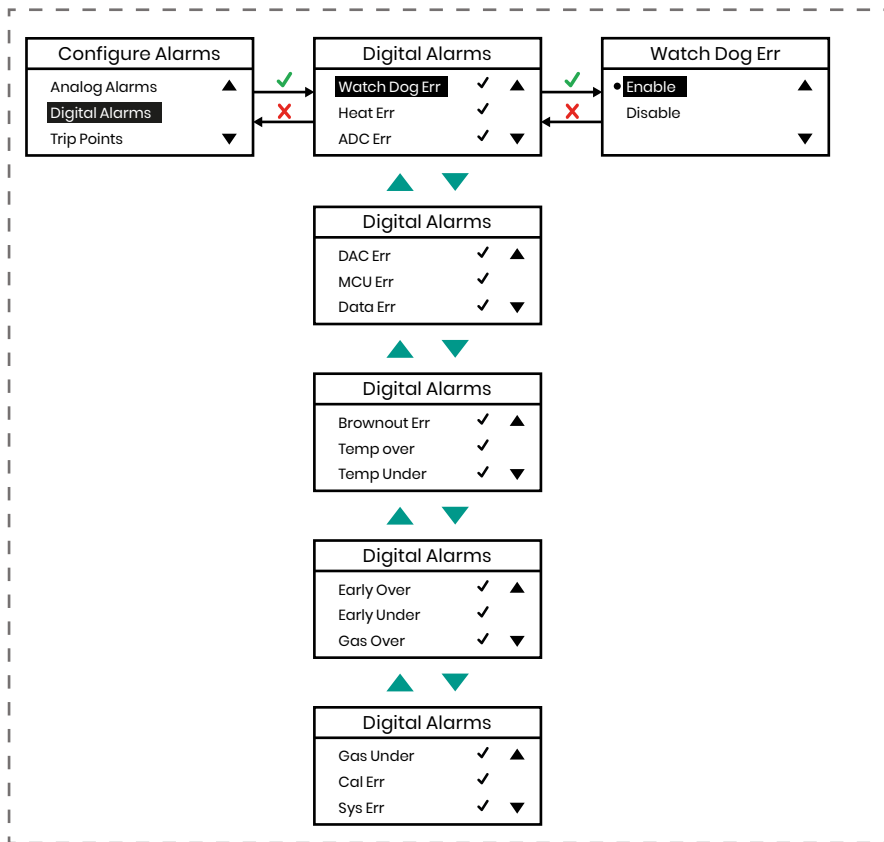 Configure Alarms
Analog Alarms
Digital Alarms
Trip Points
Digital Alarms
Watch Dog Err
Heat Err
ADC Err
Watch Dog Err
Enable
Disable
Digital Alarms
DAC Err
MCU Err
Data Err
Digital Alarms
Brownout Err
Temp over
Temp Under
Digital Alarms
Early Over
Early Under
Gas Over
Digital Alarms
Gas Under
Cal Err
Sys Err